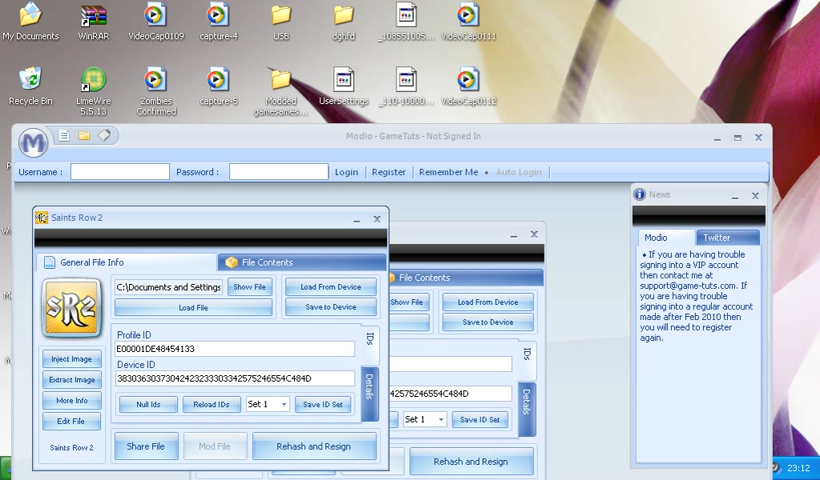 My Documents
WinRAR
VideoCap0109
capture-4
USB
dghfd
_108551005...
VideoCap0111
Recycle Bin
LimeWire
5.5.13
Zombies
Confirmed
capture-5
Modded
gamesames...
UserSettings
_110-10000...
VideoCap0112
M
Modio - GameTuts - Not Signed In
Username :
Password :
Login
Register
Remember Me
Auto Login
Saints Row 2
General File Info
File Contents
SR2
C:\Documents and Settings
Show File
Load File
Load From Device
Save to Device
Profile ID
E00001DE48454133
Device ID
3830363037304242323330334257524655 4C484D
IDs
Details
Inject Image
Extract Image
More Info
Edit File
Saints Row 2
Null Ids
Reload IDs
Set 1
Save ID Set
Share File
Mod File
Rehash and Resign
File Contents
how File
Load From Device
Save to Device
42575246554C484D
IDs
Details
Set 1
Save ID Set
Rehash and Resign
News
Modio
Twitter
• If you are having trouble
signing into a VIP account
then contact me at
support@game-tuts.com. If
you are having trouble
signing into a regular account
made after Feb 2010 then
you will need to register
again.
23:12